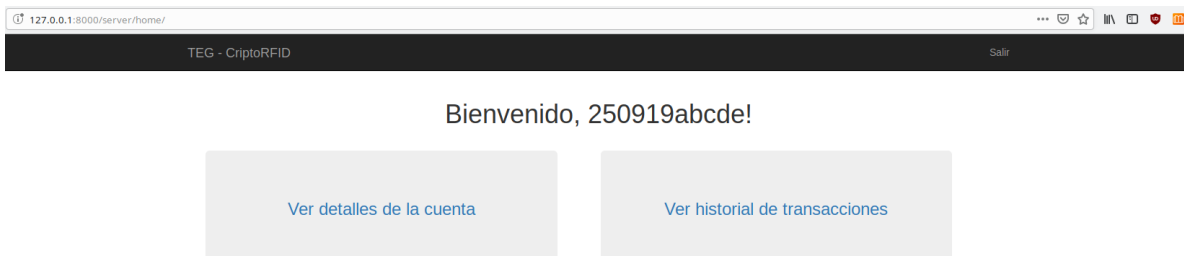 127.0.0.1:8000/server/home/
TEG - CriptoRFID Salir
Bienvenido, 250919abcde!
Ver detalles de la cuenta Ver historial de transacciones